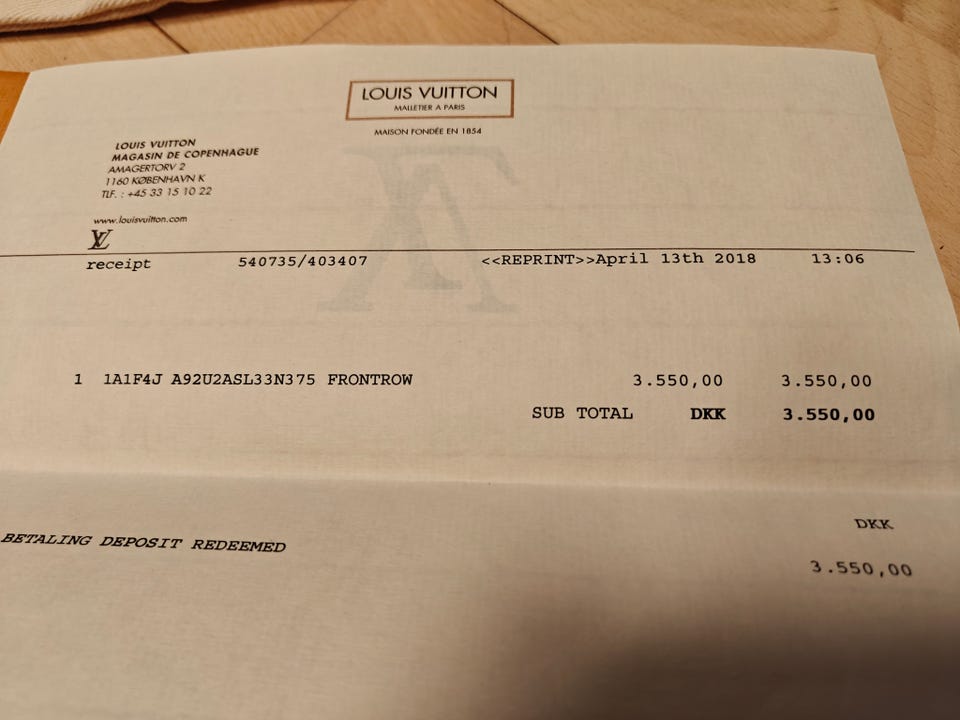 LOUIS VUITTON
MALLETIER A PARIS
MAISON FONDÉE EN 1854
LOUIS VUITTON
MAGASIN DE COPENHAGUE
AMAGERTORV 2
1160 KØBENHAVN K
TLF. : +45 33 15 10 22
www.louisvuitton.com
LV
receipt 540735/403407 <<REPRINT>>April 13th 2018 13:06
1 1A1F4J A92U2ASL33N375 FRONTROW 3.550,00 3.550,00
SUB TOTAL DKK 3.550,00
DKK
BETALING DEPOSIT REDEEMED 3.550,00